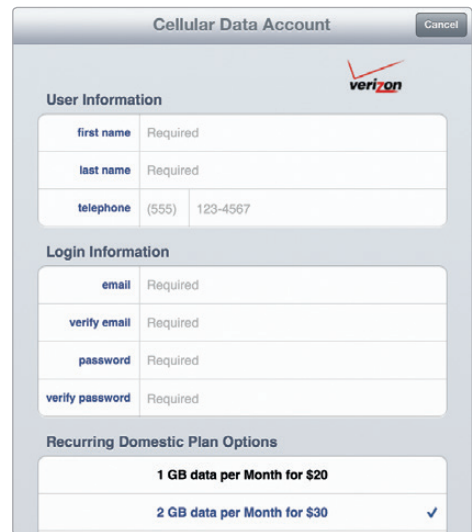 Cellular Data Account Cancel
verizon
User Information
first name Required
last name Required
telephone (555) 123-4567
Login Information
email Required
verify email Required
password Required
verify password Required
Recurring Domestic Plan Options
1 GB data per Month for $20
2 GB data per Month for $30